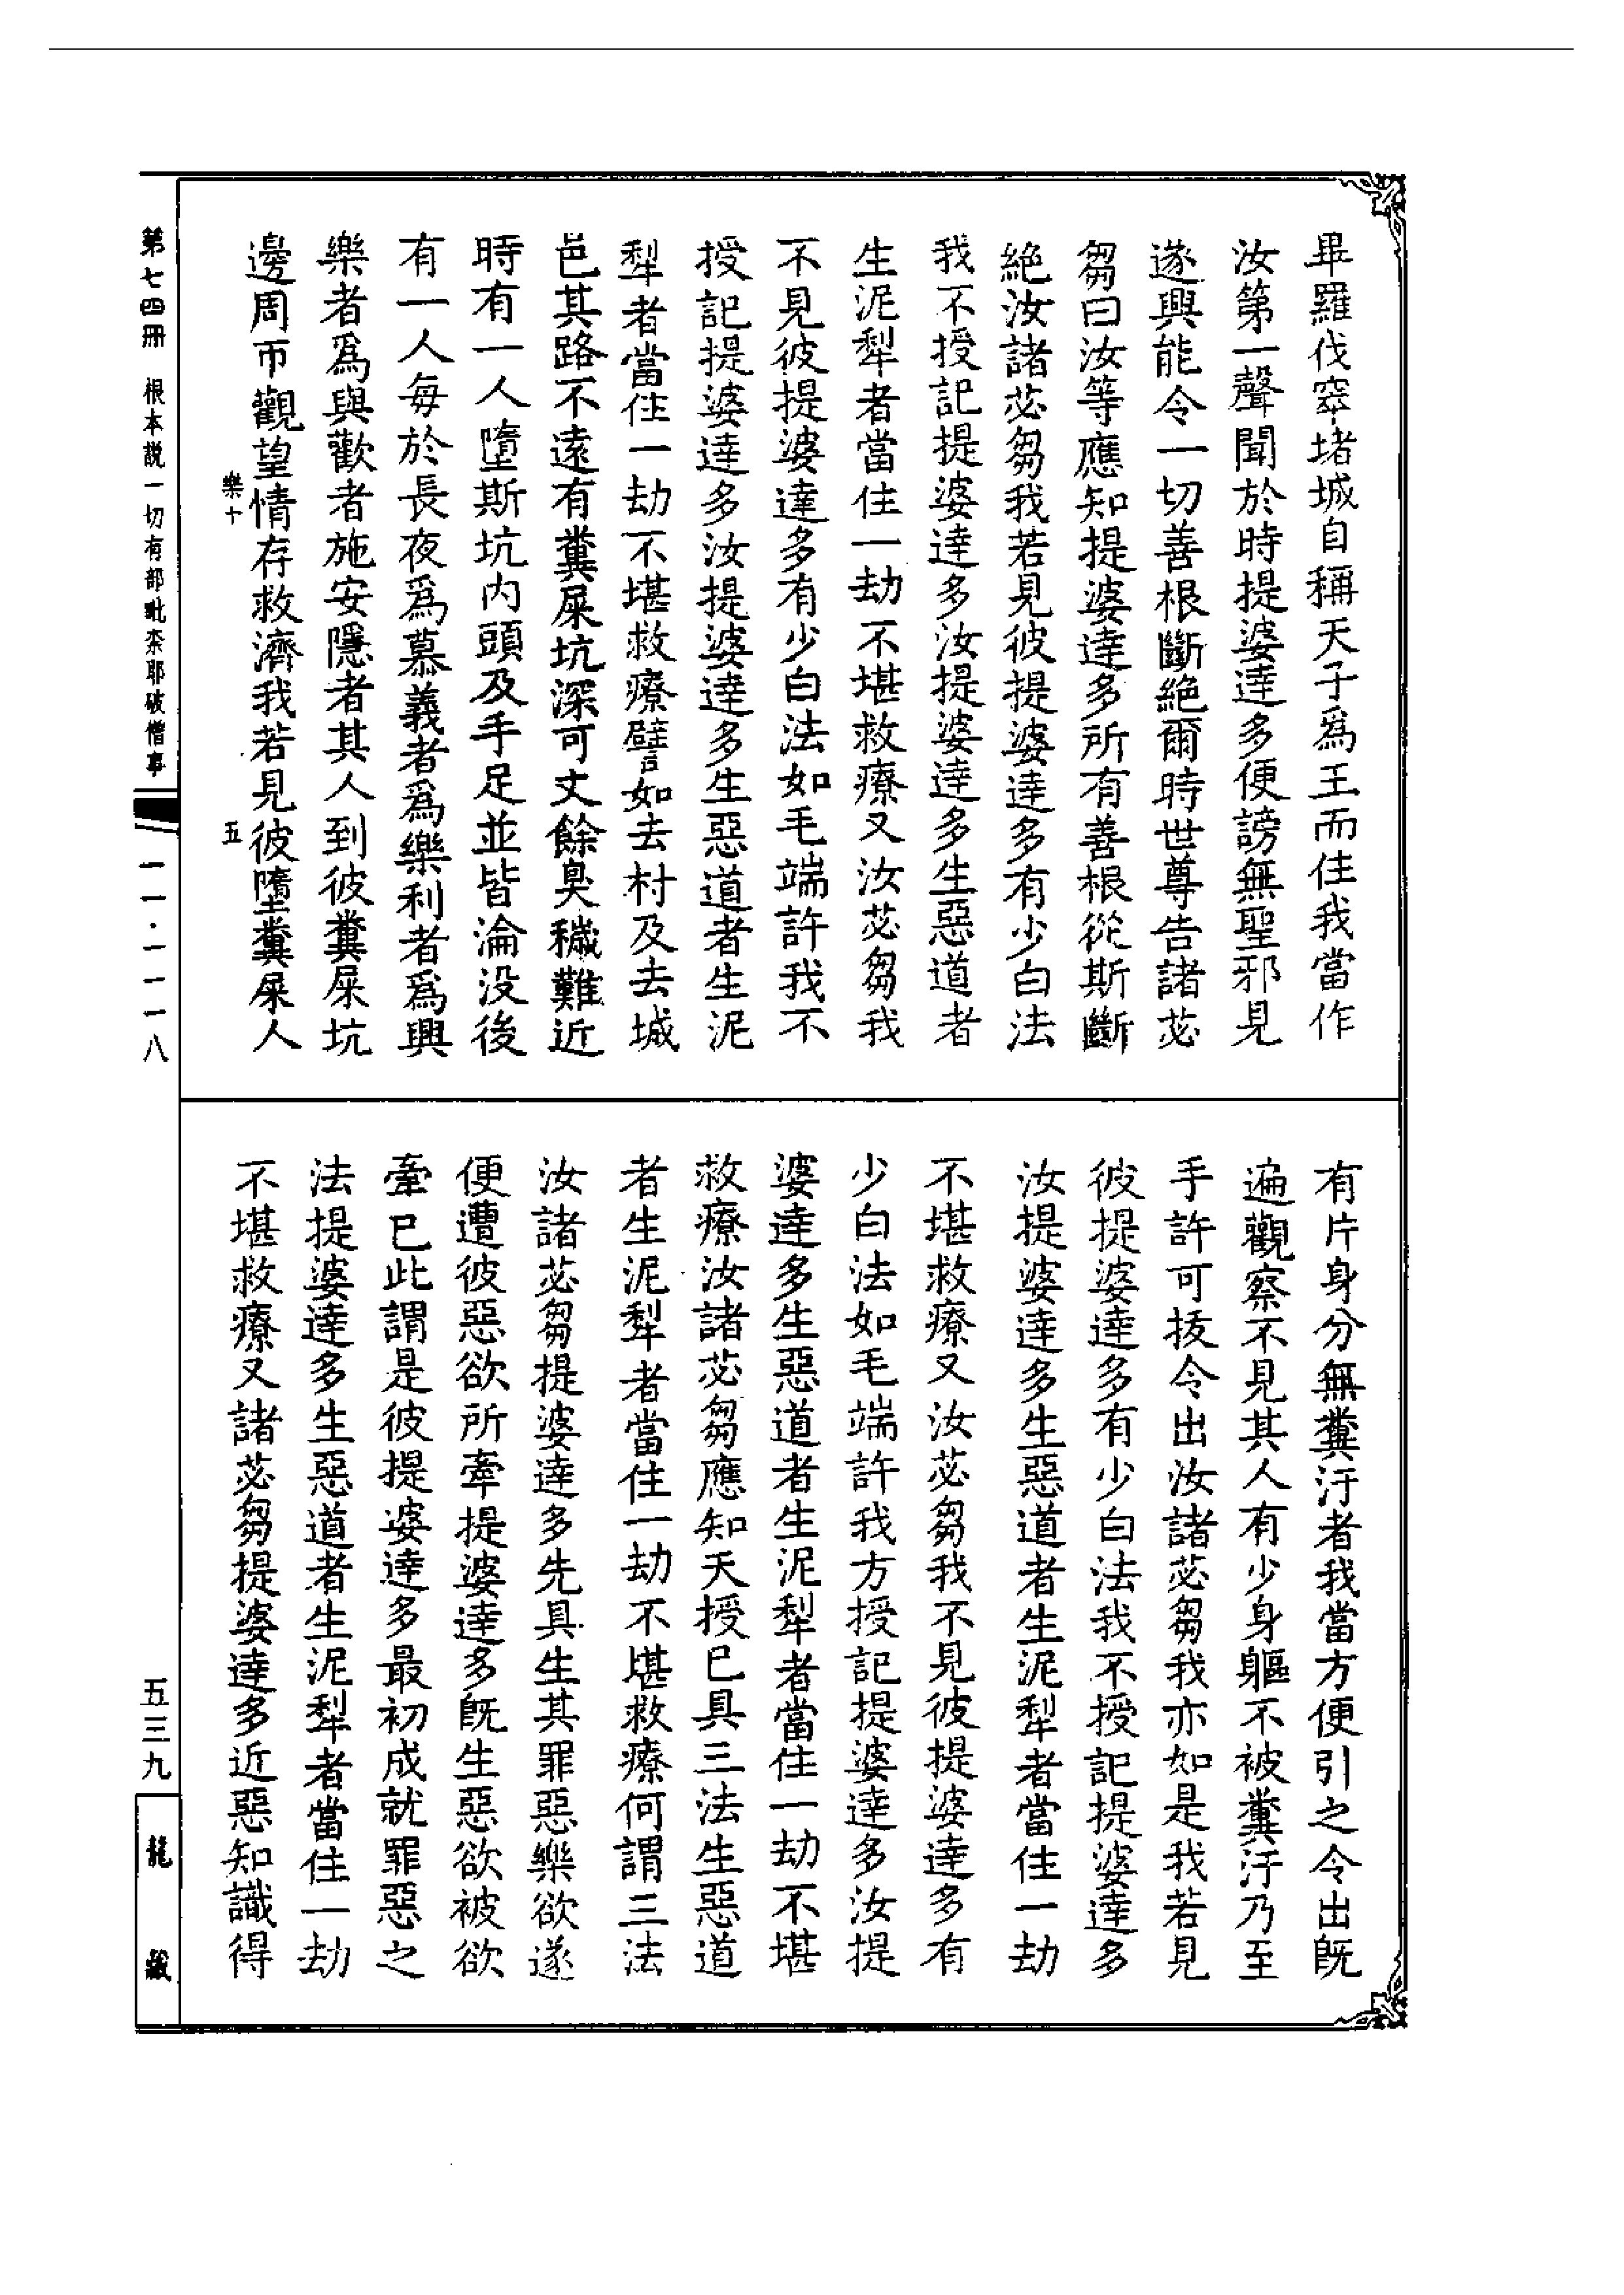 畢羅伐窣堵城自稱天子爲王而住我當作
汝第一聲聞於時提婆達多便謗無聖邪見
遂興能令一切善根斷絕爾時世尊告諸苾
芻曰汝等應知提婆達多所有善根從斯斷
絕汝諸苾芻我若見彼提婆達多有少白法
我不授記提婆達多汝提婆達多生惡道者
生泥犁者當住一劫不堪救療又汝苾芻我
不見彼提婆達多有少白法如毛端許我不
授記提婆達多汝提婆達多生惡道者生泥
犁者當住一劫不堪救療譬如去村及去城
邑其路不遠有糞屎坑深可丈餘臭穢難近
時有一人墮斯坑內頭及手足並皆淪没後
有一人每於長夜爲慕義者爲樂利者爲興
樂者爲與歡者施安隱者其人到彼糞屎坑
邊周帀觀望情存救濟我若見彼墮糞屎人
有片身分無糞汙者我當方便引之令出既
遍觀察不見其人有少身軀不被糞汙乃至
手許可拔令出汝諸苾芻我亦如是我若見
彼提婆達多有少白法我不授記提婆達多
汝提婆達多生惡道者生泥犁者當住一劫
不堪救療又汝苾芻我不見彼提婆達多有
少白法如毛端許我方授記提婆達多汝提
婆達多生惡道者生泥犁者當住一劫不堪
救療汝諸苾芻應知天授已具三法生惡道
者生泥犁者當住一劫不堪救療何謂三法
汝諸苾芻提婆達多先具生其罪惡樂欲遂
便遭彼惡欲所牽提婆達多既生惡欲被欲
牽已此謂是彼提婆達多最初成就罪惡之
法提婆達多生惡道者生泥犁者當住一劫
不堪救療又諸苾芻提婆達多近惡知識得
樂十 五
第七四冊 根本説一切有部毗奈耶破僧事
一一·一一一八
五三九
龍藏